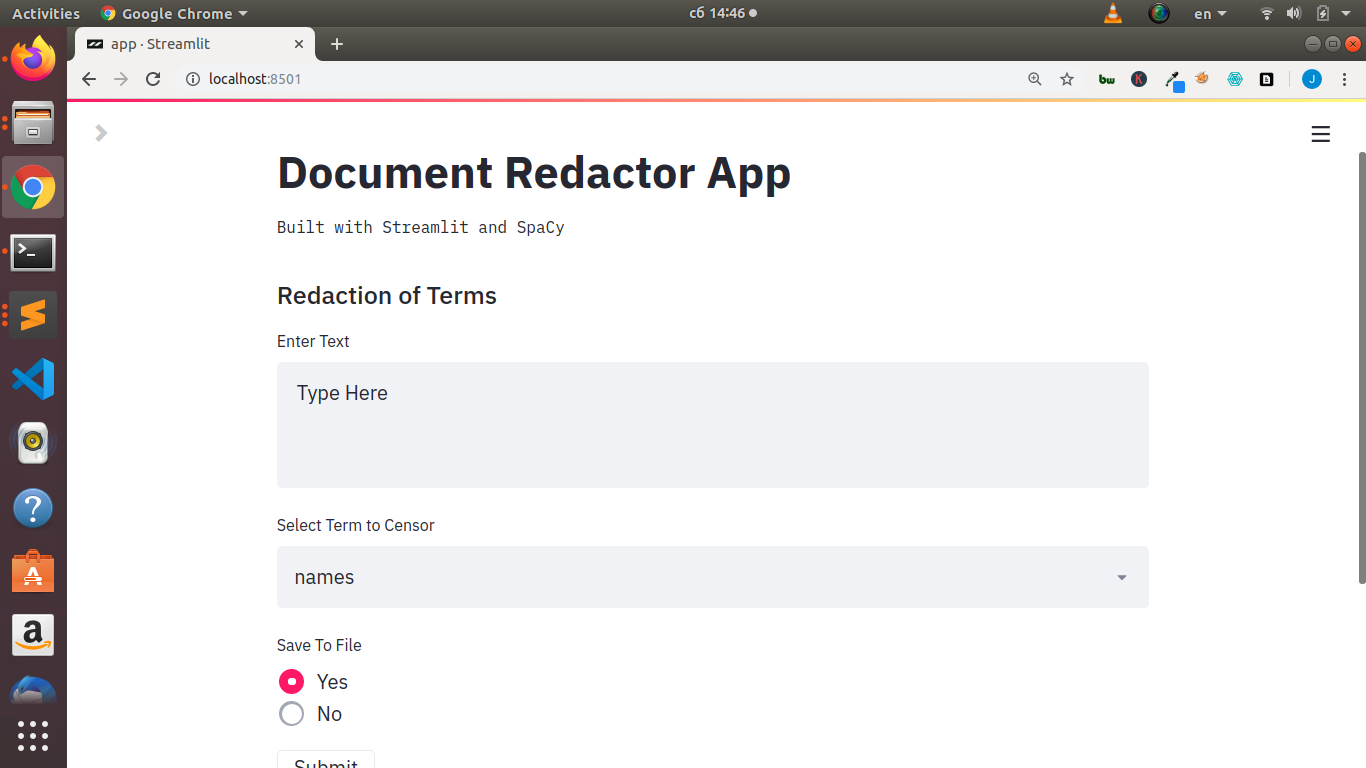 Activities
Google Chrome
сб 14:46
en
app · Streamlit
localhost:8501
bw
K
J
Document Redactor App
Built with Streamlit and SpaCy
Redaction of Terms
Enter Text
Type Here
Select Term to Censor
names
Save To File
Yes
No
Submit